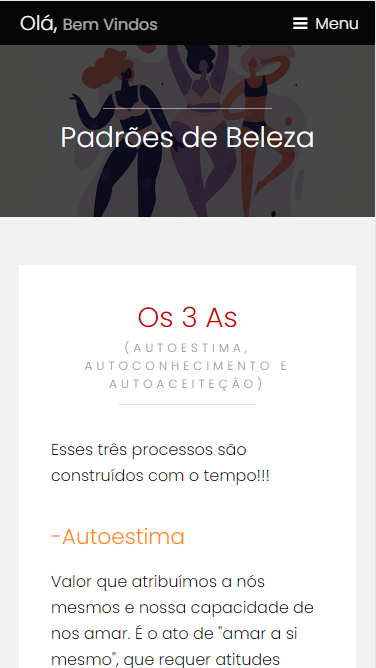 Olá, Bem Vindos
Menu
Padrões de Beleza
Os 3 As
(AUTOESTIMA,
AUTOCONHECIMENTO E
AUTOACEITEÇÃO)
Esses três processos são
construídos com o tempo!!!
-Autoestima
Valor que atribuímos a nós
mesmos e nossa capacidade de
nos amar. É o ato de "amar a si
mesmo", que requer atitudes